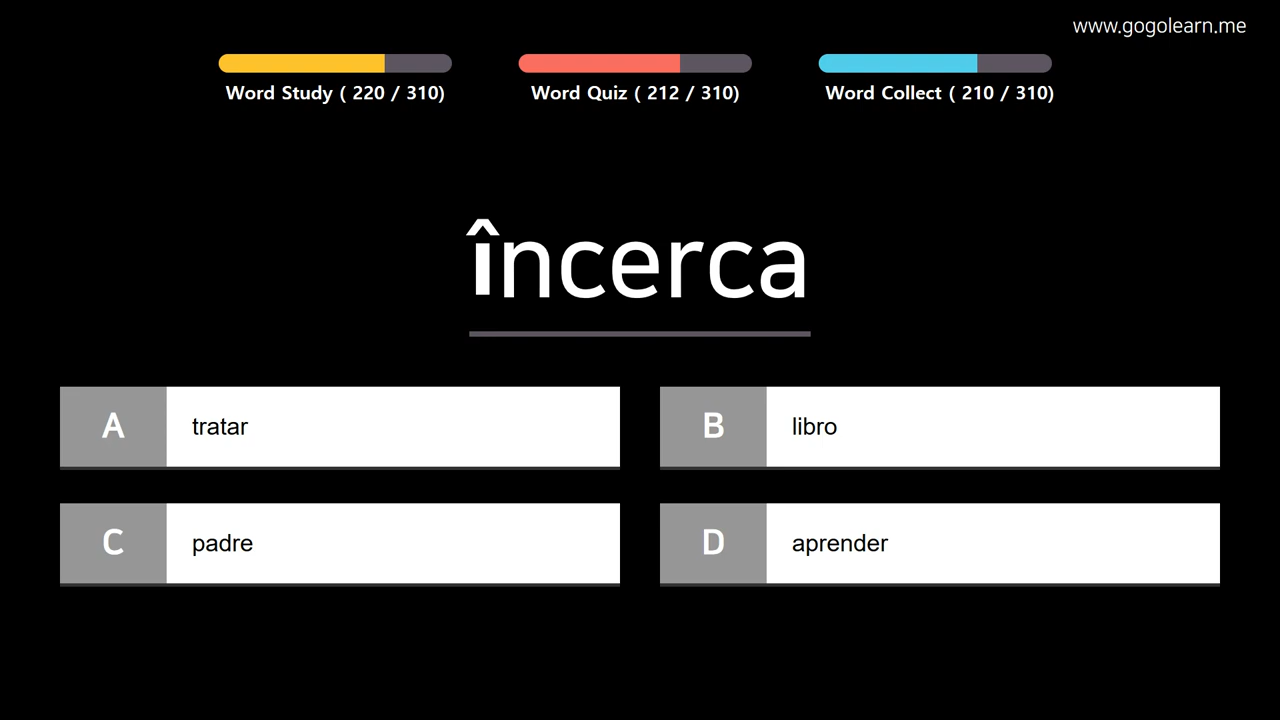 www.gogolearn.me
Word Study ( 220 / 310)
Word Quiz ( 212 / 310)
Word Collect ( 210 / 310)
încerca
A tratar
B libro
C padre
D aprender